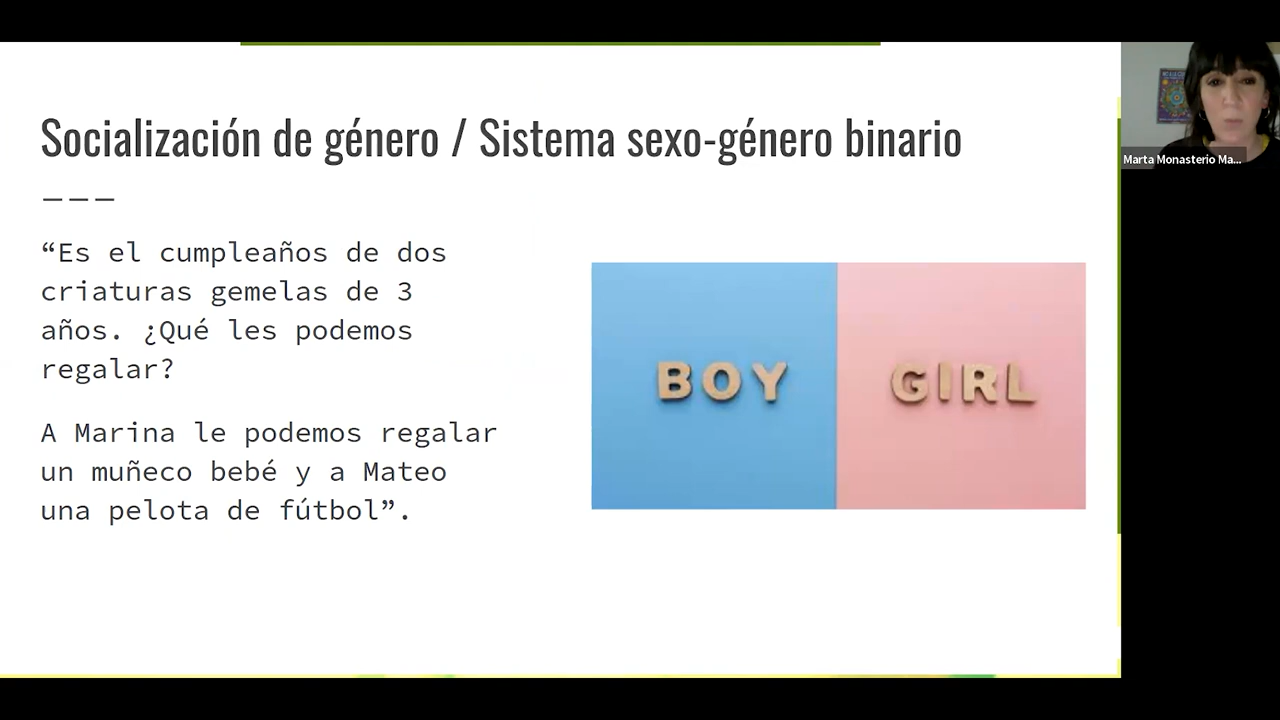 Socialización de género / Sistema sexo-género binario
“Es el cumpleaños de dos
criaturas gemelas de 3
años. ¿Qué les podemos
regalar?
A Marina le podemos regalar
un muñeco bebé y a Mateo
una pelota de fútbol”.
BOY GIRL
Marta Monasterio Ma...